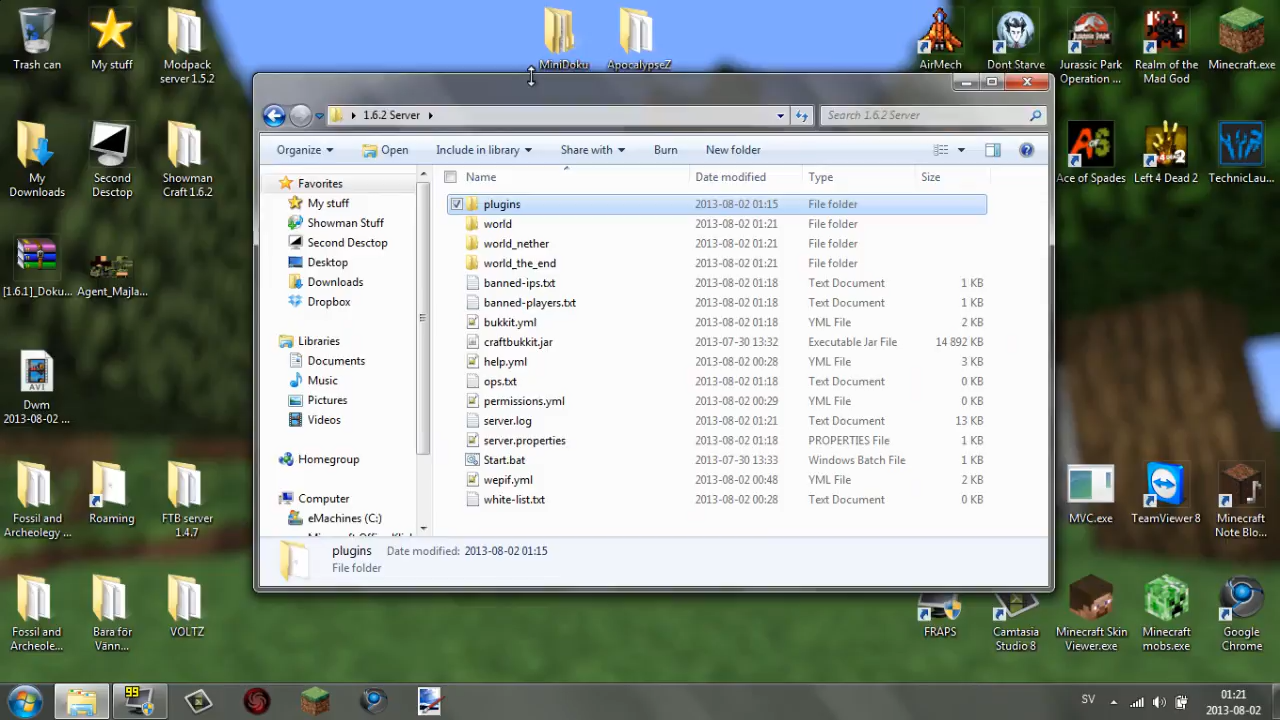 Trash can
My stuff
Modpack
server 1.5.2
MiniDoku
ApocalypseZ
AirMech
Dont Starve
Jurassic Park
Operation ...
Realm of the
Mad God
Minecraft.exe
1.6.2 Server
Search 1.6.2 Server
Organize
Open
Include in library
Share with
Burn
New folder
My
Downloads
Second
Desctop
Showman
Craft 1.6.2
Favorites
My stuff
Showman Stuff
Second Desctop
Desktop
Downloads
Dropbox
Libraries
Documents
Music
Pictures
Videos
Homegroup
Computer
eMachines (C:)
Name Date modified Type Size
plugins 2013-08-02 01:15 File folder
world 2013-08-02 01:21 File folder
world_nether 2013-08-02 01:21 File folder
world_the_end 2013-08-02 01:21 File folder
banned-ips.txt 2013-08-02 01:18 Text Document 1 KB
banned-players.txt 2013-08-02 01:18 Text Document 1 KB
bukkit.yml 2013-08-02 01:18 YML File 2 KB
craftbukkit.jar 2013-07-30 13:32 Executable Jar File 14 892 KB
help.yml 2013-08-02 00:28 YML File 3 KB
ops.txt 2013-08-02 01:18 Text Document 0 KB
permissions.yml 2013-08-02 00:29 YML File 0 KB
server.log 2013-08-02 01:21 Text Document 13 KB
server.properties 2013-08-02 01:18 PROPERTIES File 1 KB
Start.bat 2013-07-30 13:33 Windows Batch File 1 KB
wepif.yml 2013-08-02 00:48 YML File 2 KB
white-list.txt 2013-08-02 00:28 Text Document 0 KB
plugins Date modified: 2013-08-02 01:15
File folder
Ace of Spades
Left 4 Dead 2
TechnicLau...
[1.6.1]_Doku...
Agent_Majla...
Dwm
2013-08-02 ...
Fossil and
Archeology ...
Roaming
FTB server
1.4.7
MVC.exe
TeamViewer 8
Minecraft
Note Blo...
Fossil and
Archeole...
Bara för
Vänn...
VOLTZ
FRAPS
Camtasia
Studio 8
Minecraft Skin
Viewer.exe
Minecraft
mobs.exe
Google
Chrome
99
SV
01:21
2013-08-02